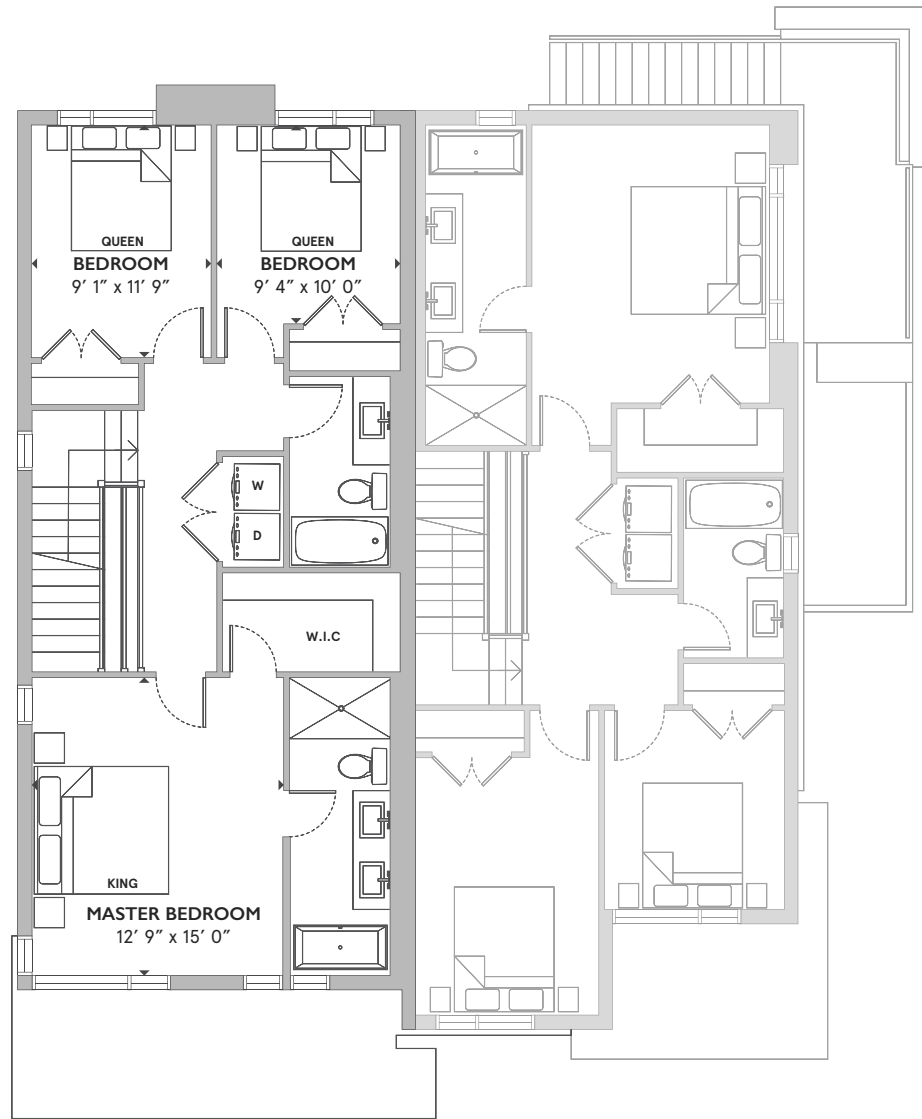 QUEEN
BEDROOM
9’ 1” x 11’ 9”
QUEEN
BEDROOM
9’ 4” x 10’ 0”
W
D
W.I.C
KING
MASTER BEDROOM
12’ 9” x 15’ 0”